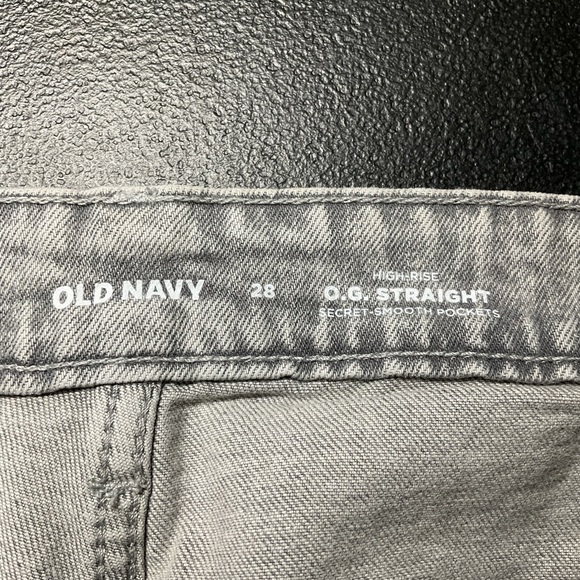 OLD NAVY
28
HIGH-RISE
O.G. STRAIGHT
SECRET-SMOOTH POCKETS